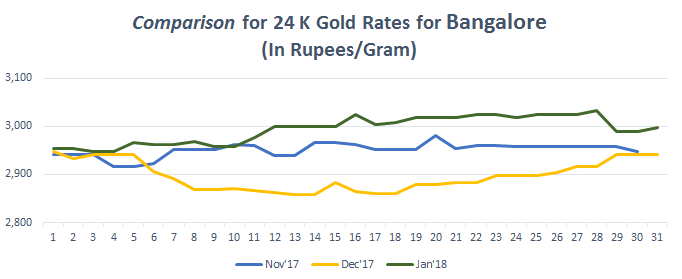 Comparison for 24 K Gold Rates for Bangalore
(In Rupees/Gram)
3,100
3,000
2,900
2,800
1 2 3 4 5 6 7 8 9 10 11 12 13 14 15 16 17 18 19 20 21 22 23 24 25 26 27 28 29 30 31
Nov'17 Dec'17 Jan'18